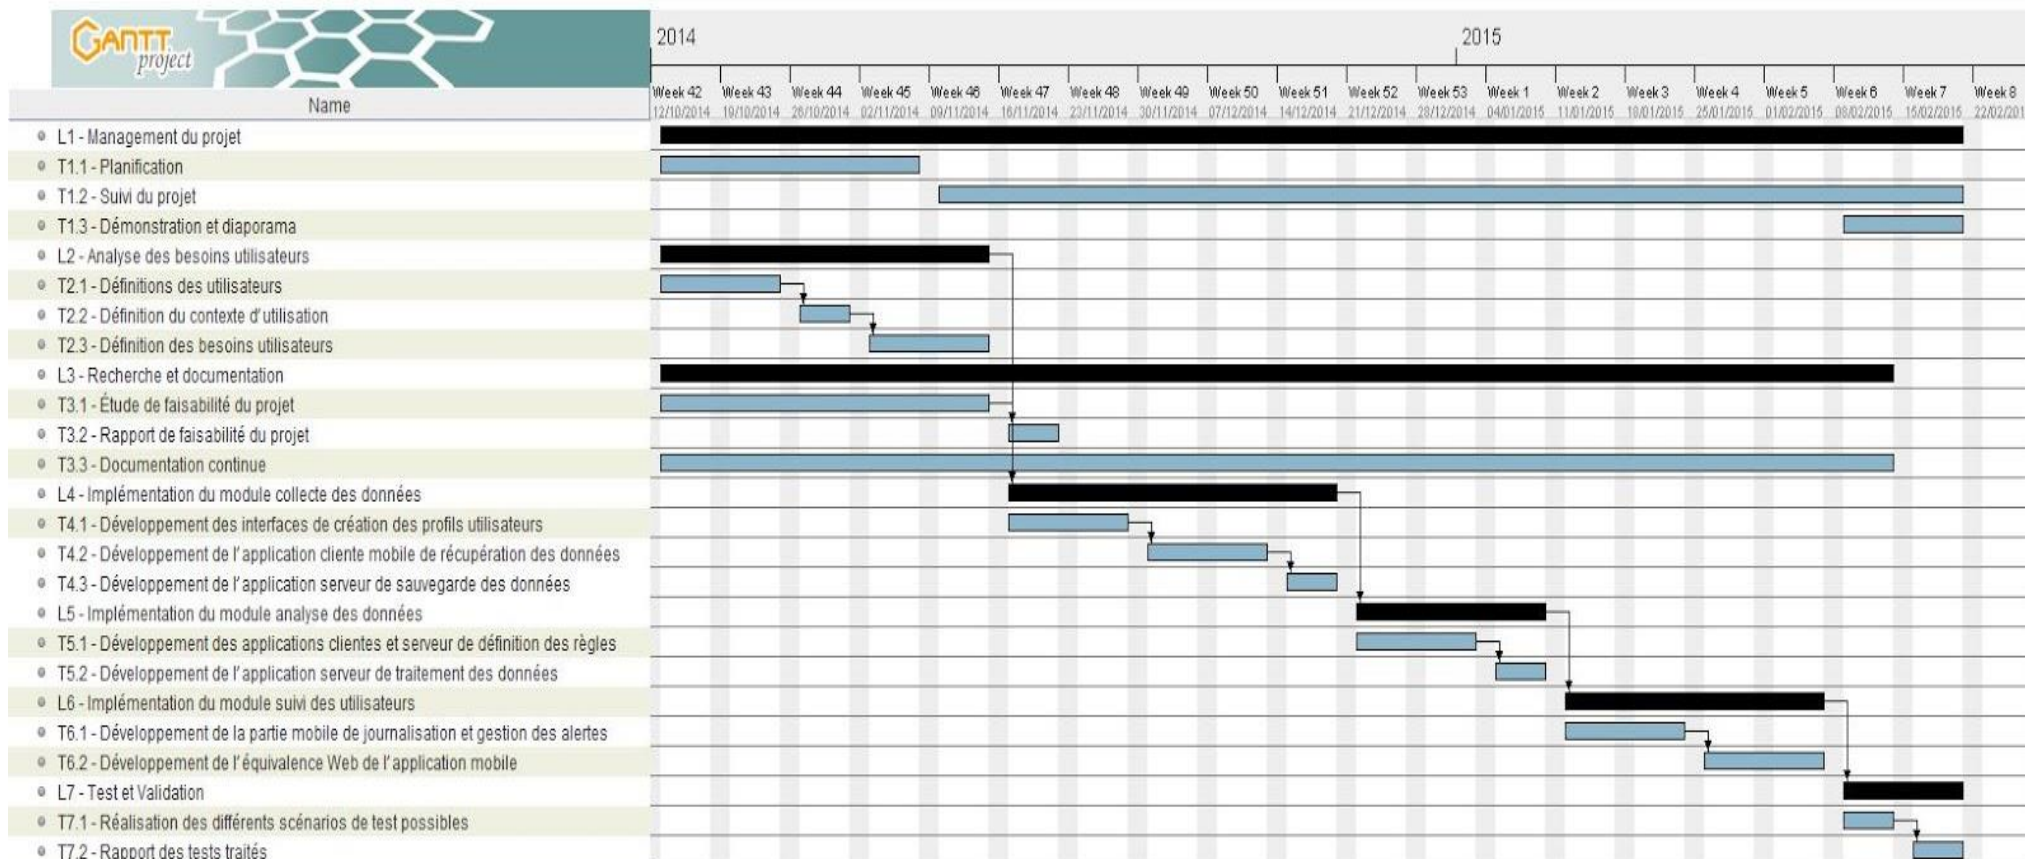 GANTT
project
2014
2015
Week 42 Week 43 Week 44 Week 45 Week 46 Week 47 Week 48 Week 49 Week 50 Week 51 Week 52 Week 53 Week 1 Week 2 Week 3 Week 4 Week 5 Week 6 Week 7 Week 8
Name
12/10/2014 19/10/2014 26/10/2014 02/11/2014 09/11/2014 16/11/2014 23/11/2014 30/11/2014 07/12/2014 14/12/2014 21/12/2014 28/12/2014 04/01/2015 11/01/2015 18/01/2015 25/01/2015 01/02/2015 08/02/2015 15/02/2015 22/02/201
L1 - Management du projet
T1.1 - Planification
T1.2 - Suivi du projet
T1.3 - Démonstration et diaporama
L2 - Analyse des besoins utilisateurs
T2.1 - Définitions des utilisateurs
T2.2 - Définition du contexte d'utilisation
T2.3 - Définition des besoins utilisateurs
L3 - Recherche et documentation
T3.1 - Étude de faisabilité du projet
T3.2 - Rapport de faisabilité du projet
T3.3 - Documentation continue
L4 - Implémentation du module collecte des données
T4.1 - Développement des interfaces de création des profils utilisateurs
T4.2 - Développement de l'application cliente mobile de récupération des données
T4.3 - Développement de l'application serveur de sauvegarde des données
L5 - Implémentation du module analyse des données
T5.1 - Développement des applications clientes et serveur de définition des règles
T5.2 - Développement de l'application serveur de traitement des données
L6 - Implémentation du module suivi des utilisateurs
T6.1 - Développement de la partie mobile de journalisation et gestion des alertes
T6.2 - Développement de l'équivalence Web de l'application mobile
L7 - Test et Validation
T7.1 - Réalisation des différents scénarios de test possibles
T7.2 - Rapport des tests traités